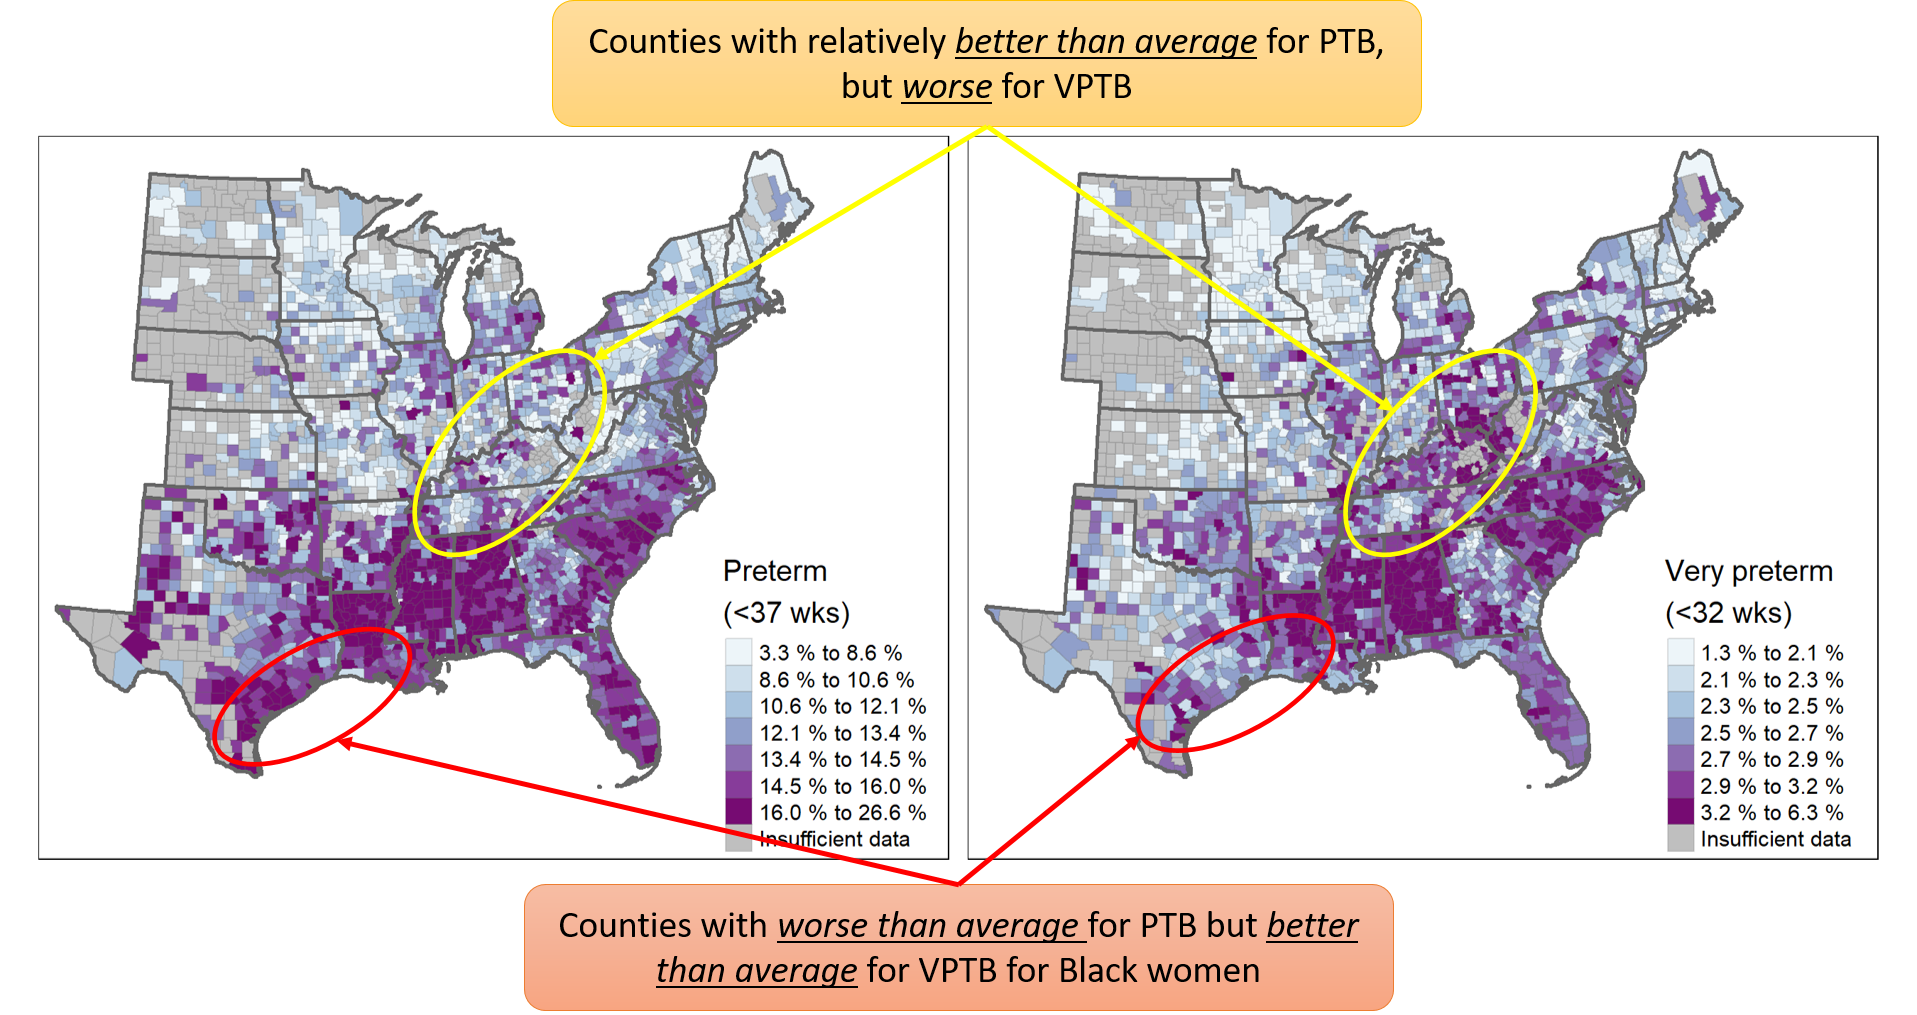 Counties with relatively better than average for PTB,
but worse for VPTB
Preterm
(<37 wks)
3.3 % to 8.6 %
8.6 % to 10.6 %
10.6 % to 12.1 %
12.1 % to 13.4 %
13.4 % to 14.5 %
14.5 % to 16.0 %
16.0 % to 26.6 %
Insufficient data
Very preterm
(<32 wks)
1.3 % to 2.1 %
2.1 % to 2.3 %
2.3 % to 2.5 %
2.5 % to 2.7 %
2.7 % to 2.9 %
2.9 % to 3.2 %
3.2 % to 6.3 %
Insufficient data
Counties with worse than average for PTB but better
than average for VPTB for Black women